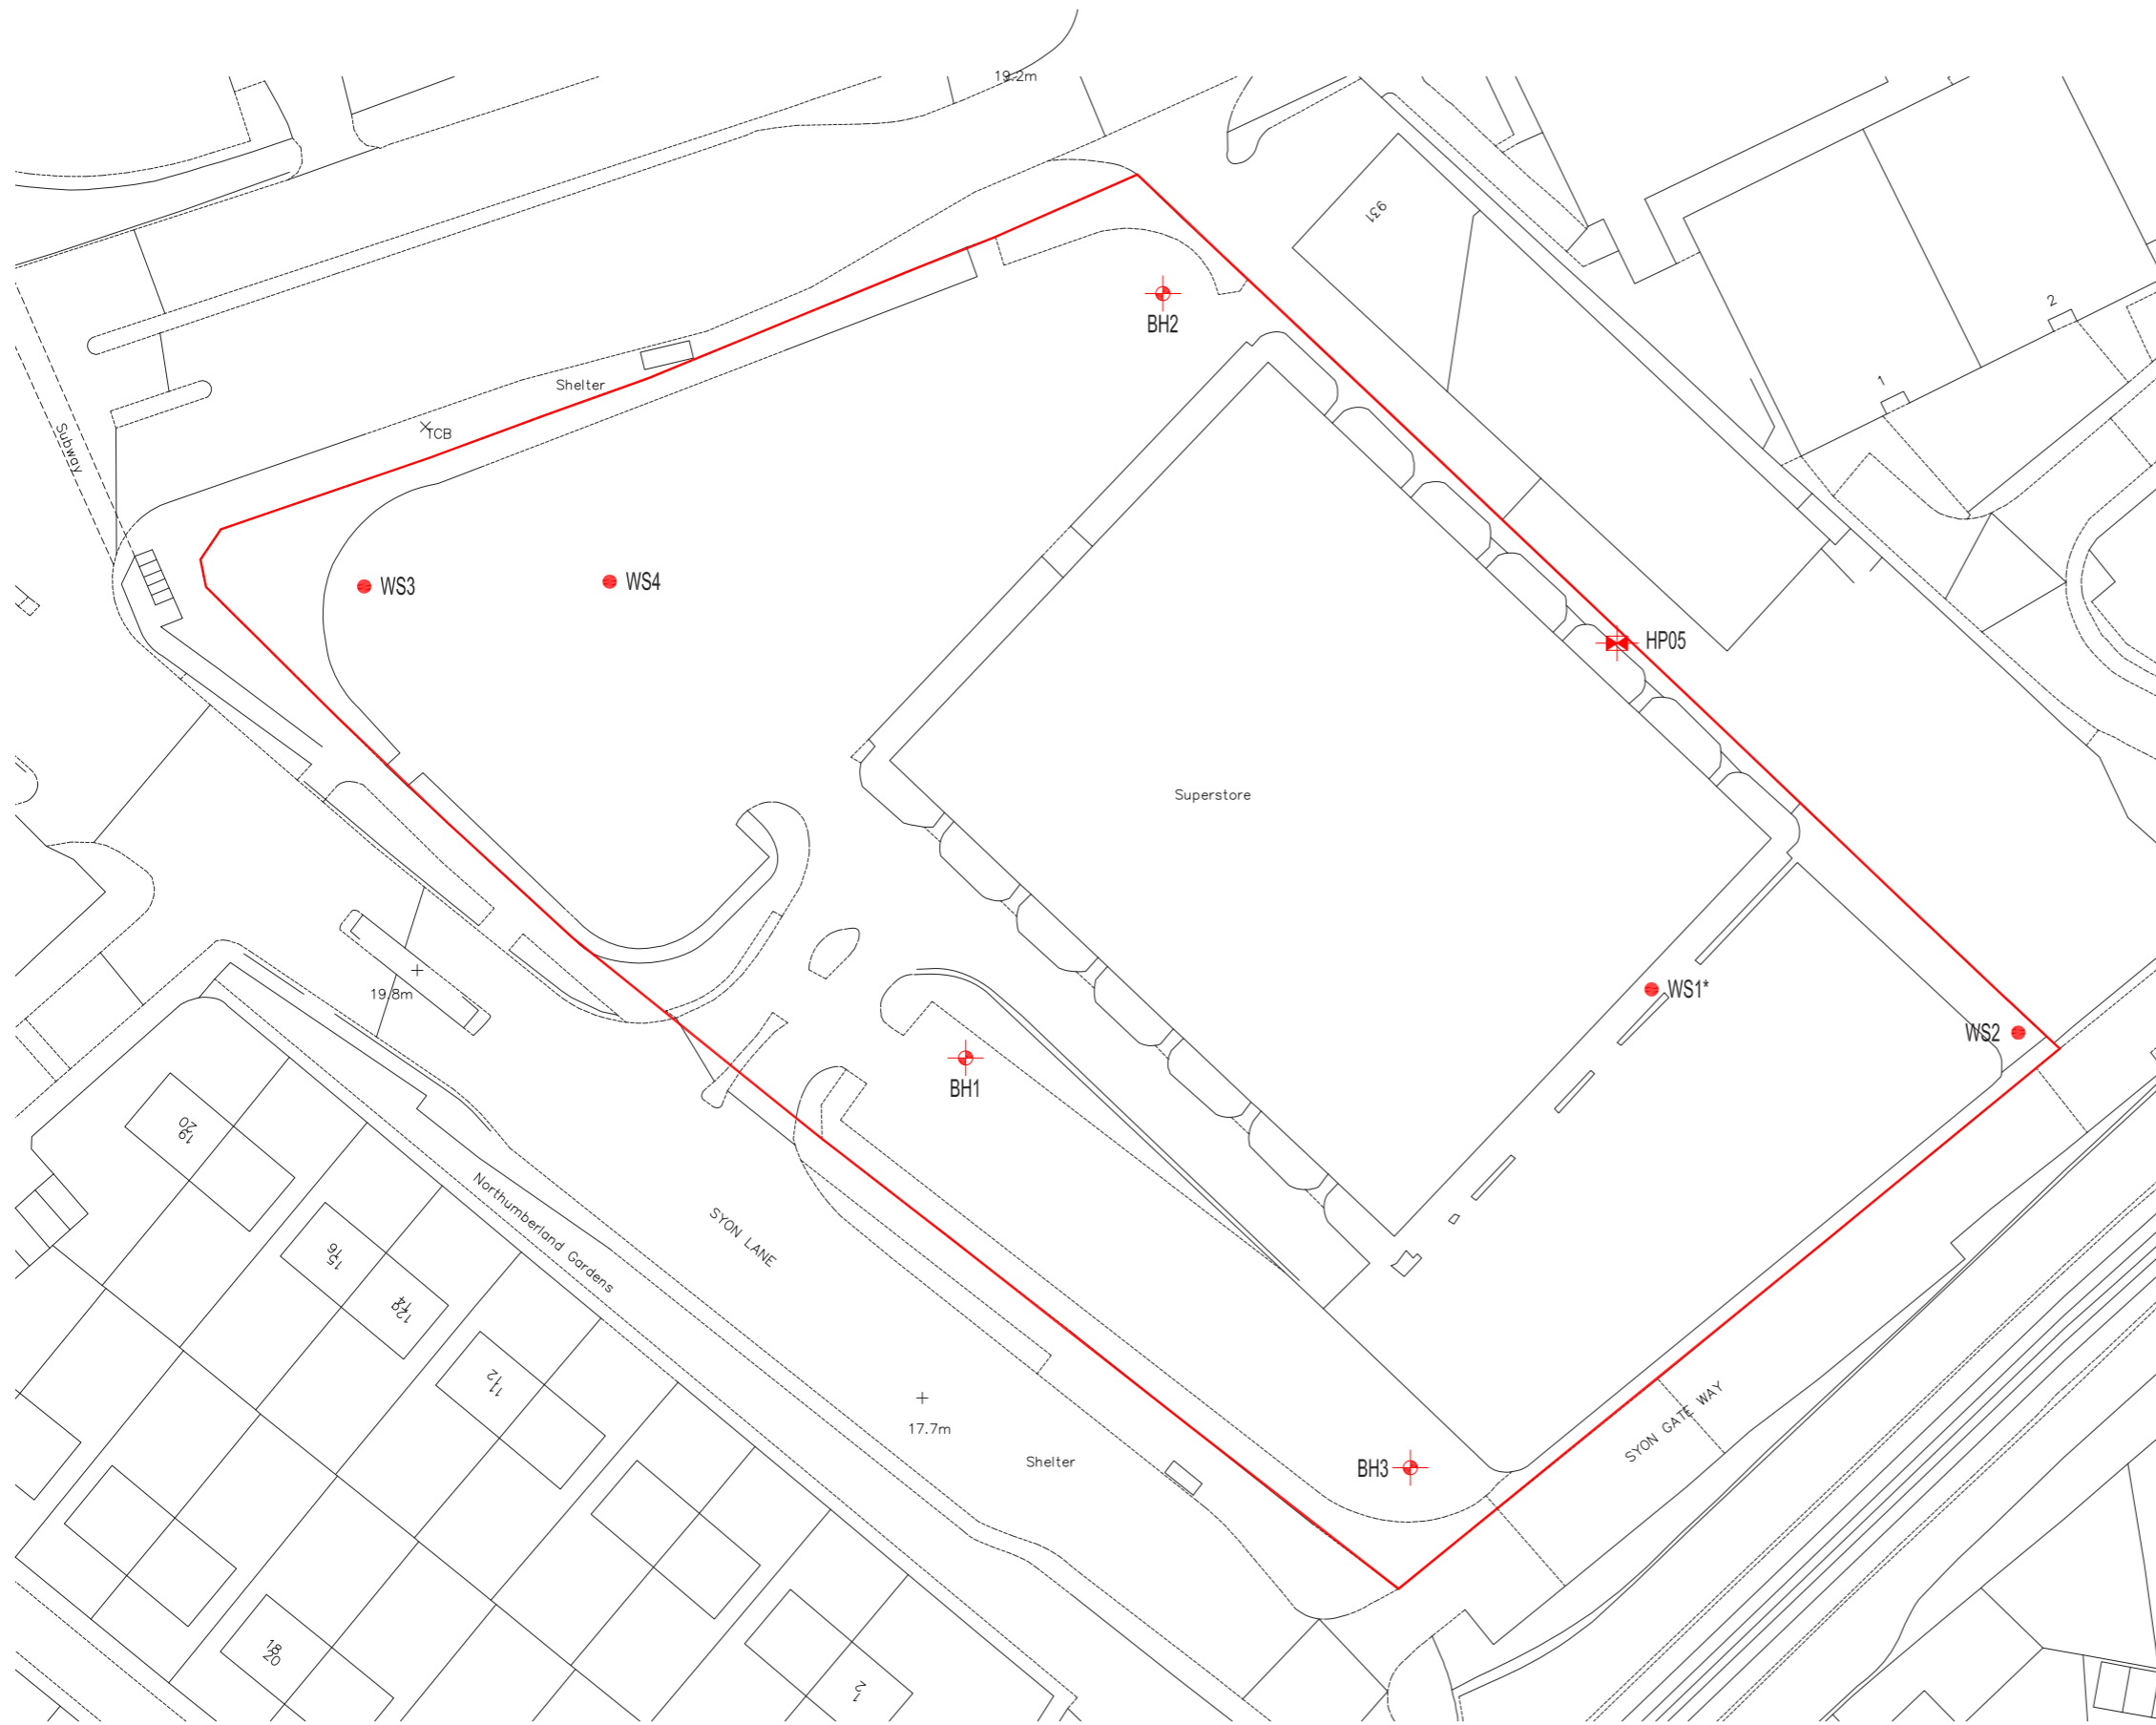 19.2m
931
BH2
2
1
Shelter
TCB
Subway
WS3
WS4
HP05
Superstore
19.8m
WS1*
WS2
BH1
19
20
Northumberland Gardens
SYON LANE
15
16
14
11
12
17.7m
Shelter
BH3
SYON GATE WAY
18
20
1
2